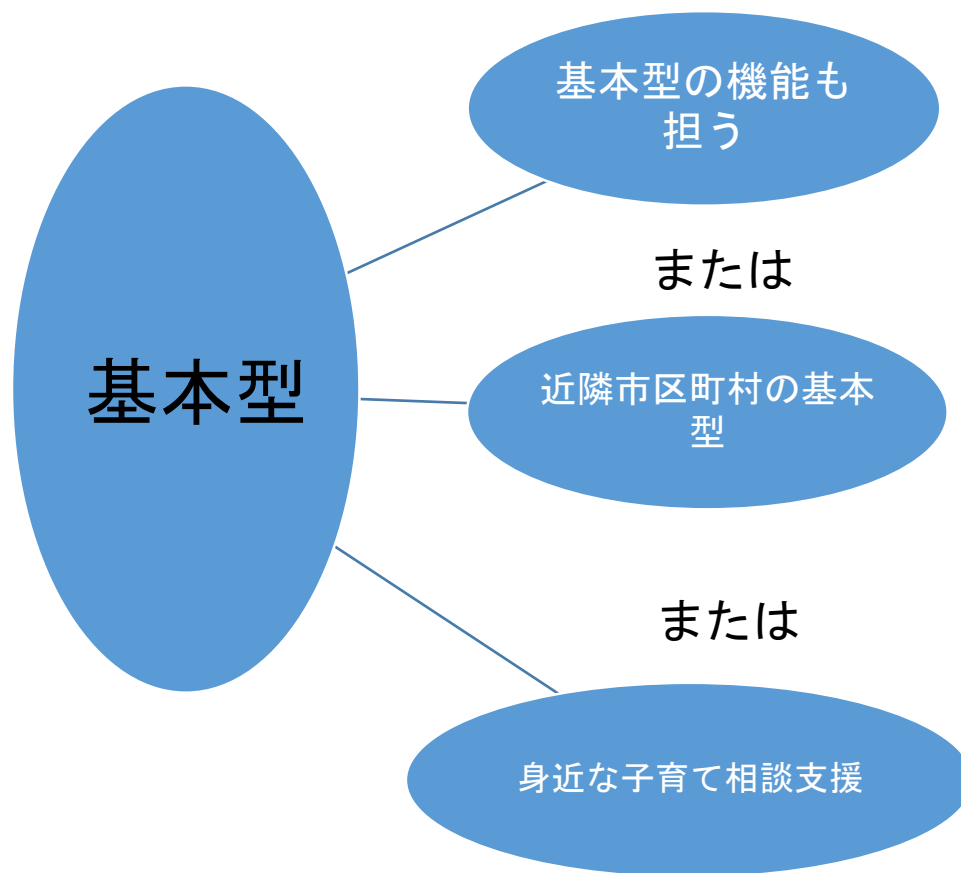 基本型の機能も
担う
または
基本型
近隣市区町村の基本
型
または
身近な子育て相談支援